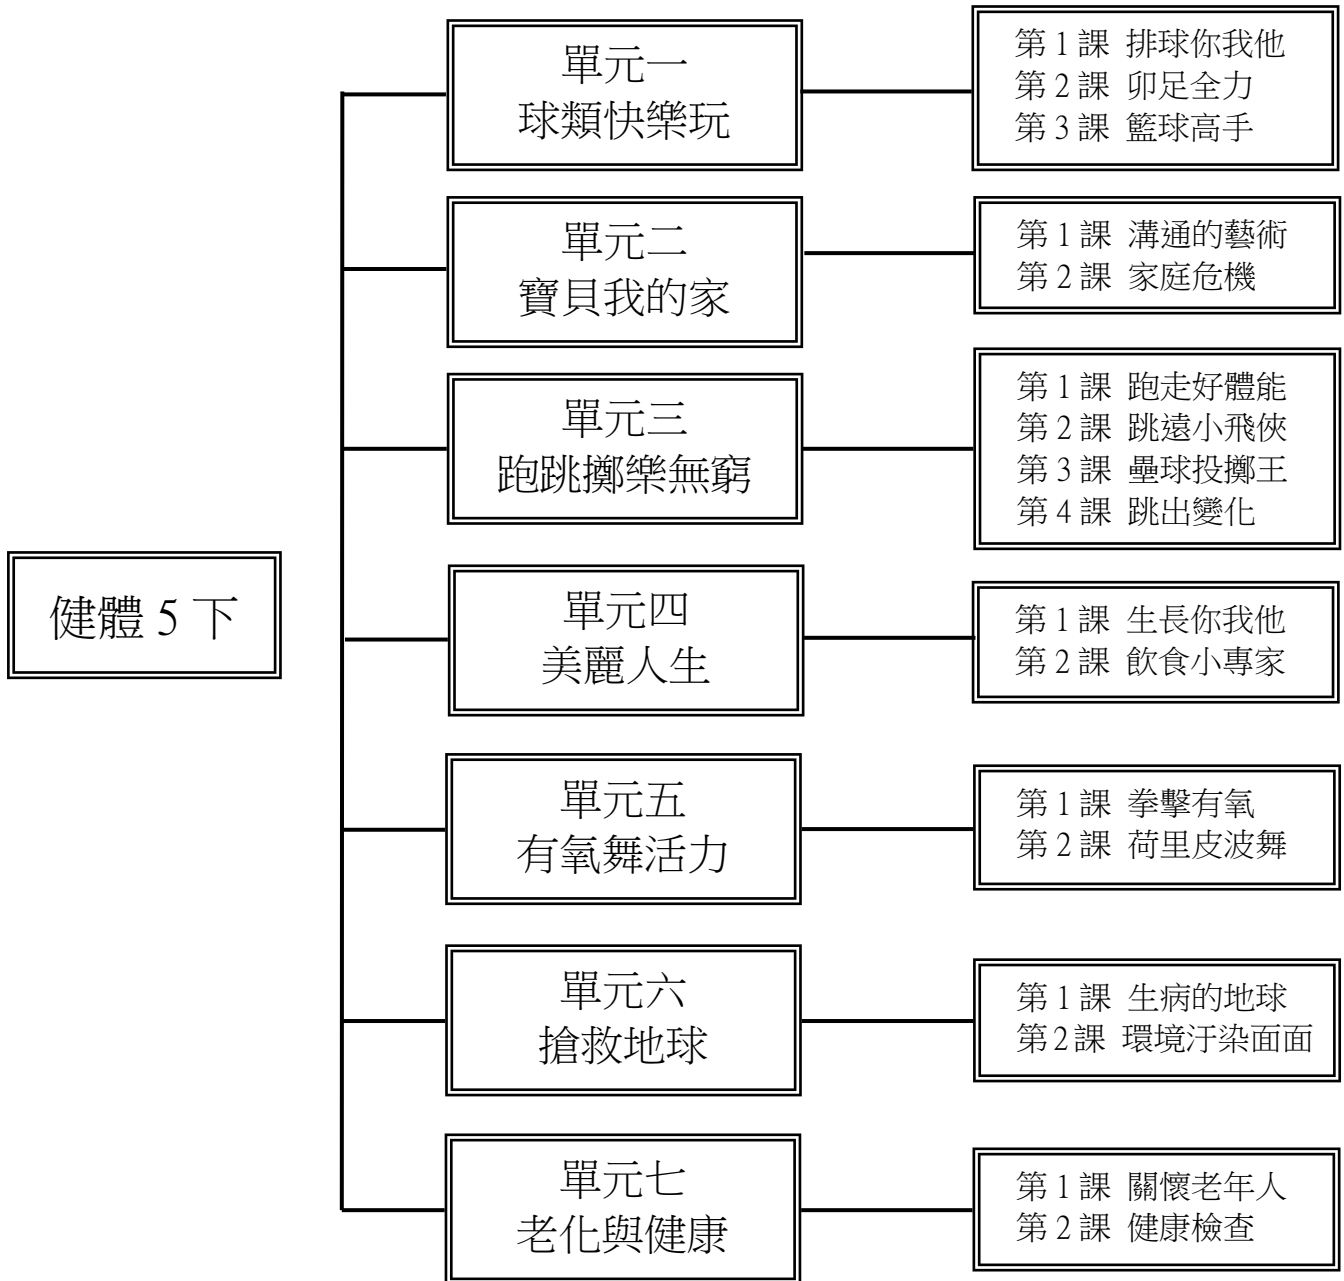 健體 5 下
單元一
球類快樂玩
第 1 課 排球你我他
第 2 課 卯足全力
第 3 課 籃球高手
單元二
寶貝我的家
第 1 課 溝通的藝術
第 2 課 家庭危機
單元三
跑跳擲樂無窮
第 1 課 跑走好體能
第 2 課 跳遠小飛俠
第 3 課 壘球投擲王
第 4 課 跳出變化
單元四
美麗人生
第 1 課 生長你我他
第 2 課 飲食小專家
單元五
有氧舞活力
第 1 課 拳擊有氧
第 2 課 荷里皮波舞
單元六
搶救地球
第 1 課 生病的地球
第 2 課 環境汙染面面
單元七
老化與健康
第 1 課 關懷老年人
第 2 課 健康檢查